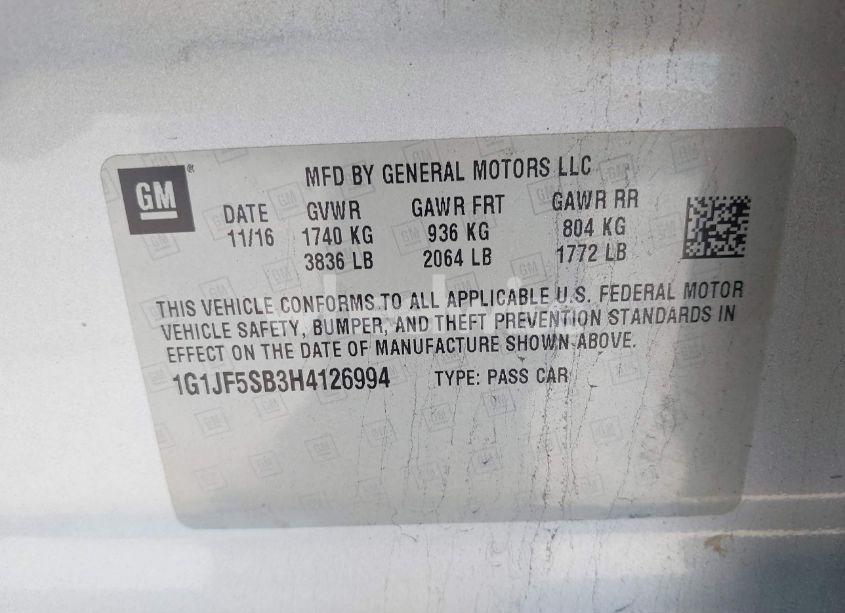 GM ®
MFD BY GENERAL MOTORS LLC
DATE GVWR GAWR FRT GAWR RR
11/16 1740 KG 936 KG 804 KG
3836 LB 2064 LB 1772 LB
THIS VEHICLE CONFORMS TO ALL APPLICABLE U.S. FEDERAL MOTOR
VEHICLE SAFETY, BUMPER, AND THEFT PREVENTION STANDARDS IN
EFFECT ON THE DATE OF MANUFACTURE SHOWN ABOVE.
1G1JF5SB3H4126994 TYPE: PASS CAR